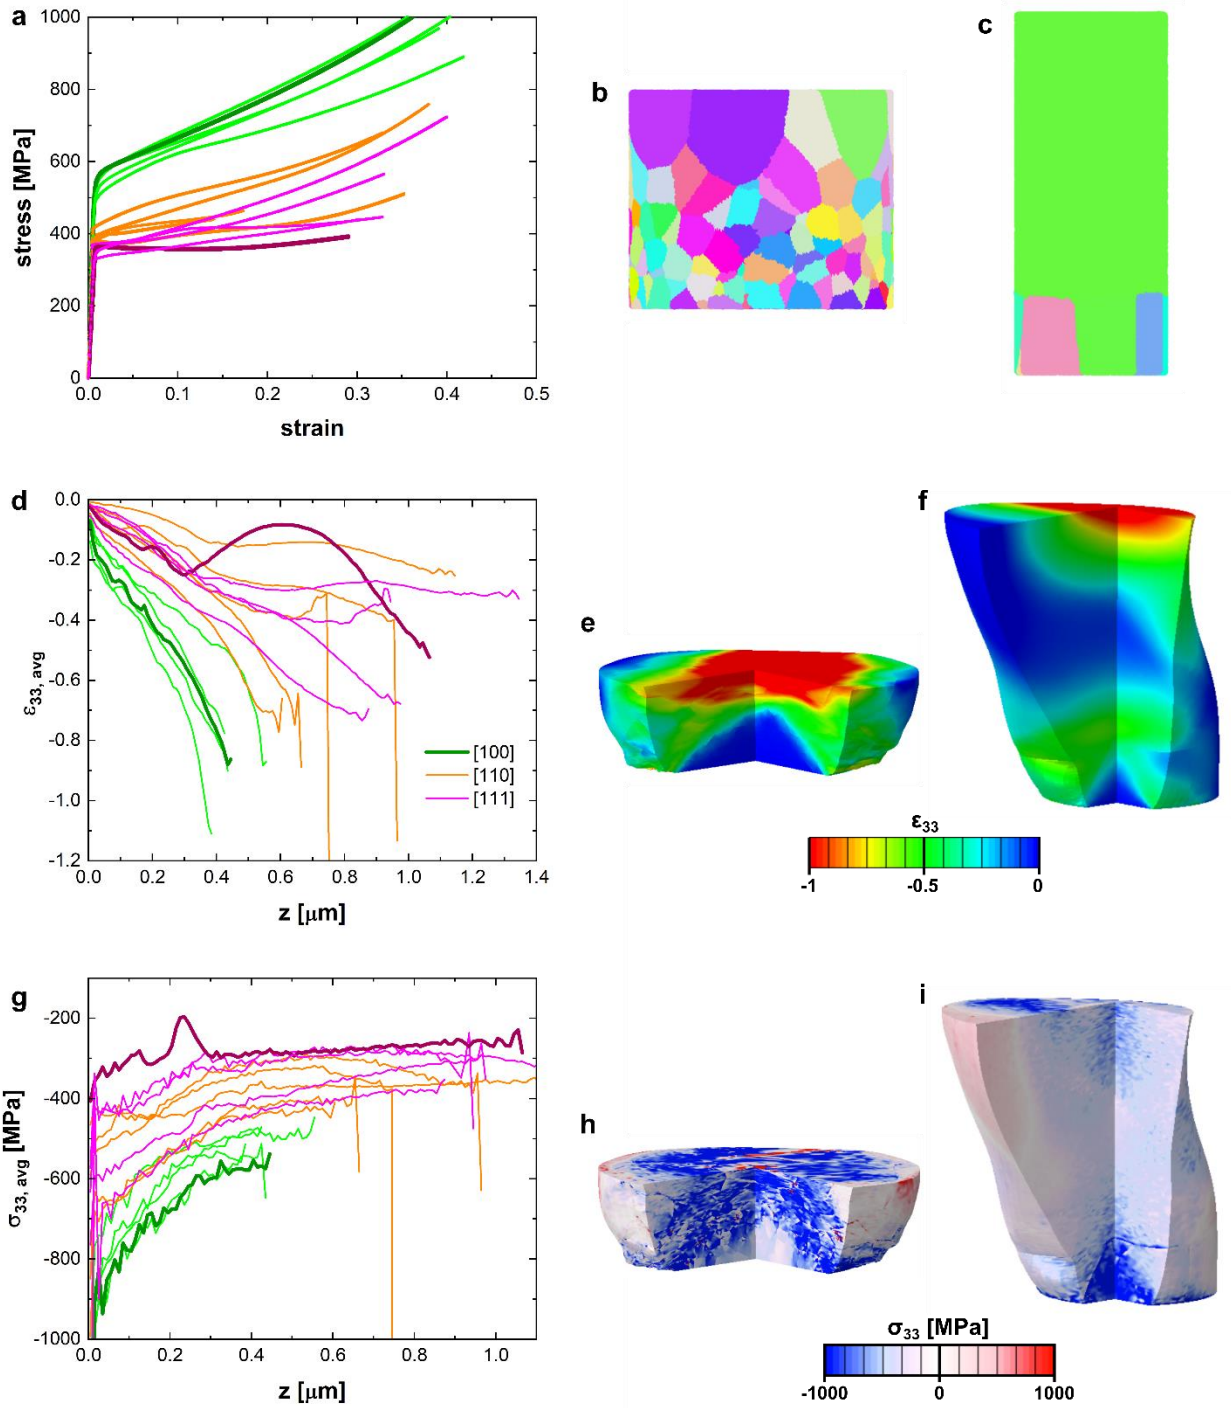 a
1000
800
600
400
200
0
stress [MPa]
0.0 0.1 0.2 0.3 0.4 0.5
strain
b
c
d
0.0
-0.2
-0.4
-0.6
-0.8
-1.0
-1.2
ε33, avg
[100]
[110]
[111]
0.0 0.2 0.4 0.6 0.8 1.0 1.2 1.4
z [μm]
e
f
ε33
-1 -0.5 0
g
-200
-400
-600
-800
-1000
σ33, avg [MPa]
0.0 0.2 0.4 0.6 0.8 1.0
z [μm]
h
i
σ33 [MPa]
-1000 0 1000